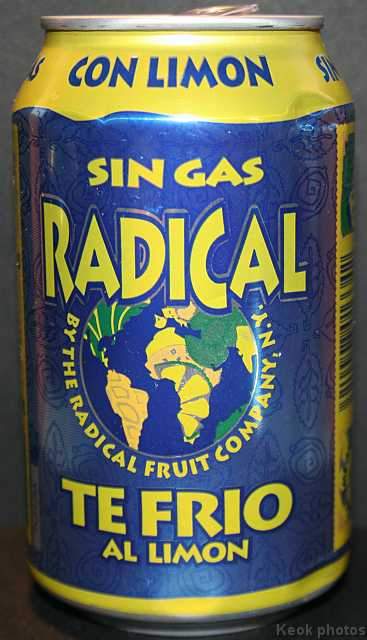 CON LIMON
SIN GAS
RADICAL
BY THE RADICAL FRUIT COMPANY, N.Y.
TE FRIO
AL LIMON
Keok photos